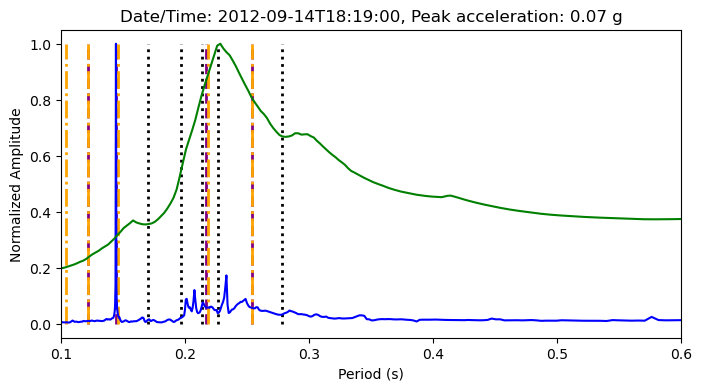 Date/Time: 2012-09-14T18:19:00, Peak acceleration: 0.07 g
1.0
0.8
0.6
0.4
0.2
0.0
Normalized Amplitude
0.1 0.2 0.3 0.4 0.5 0.6
Period (s)